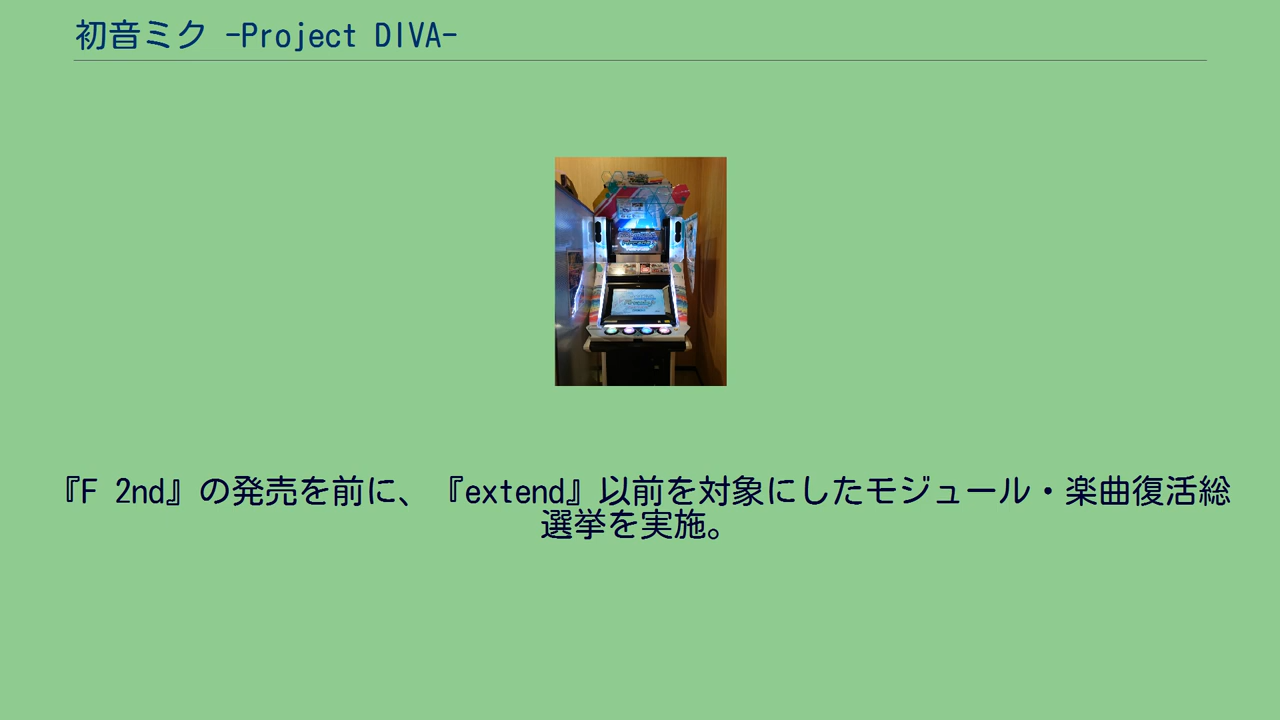 初音ミク -Project DIVA-
『F 2nd』の発売を前に、『extend』以前を対象にしたモジュール・楽曲復活総
選挙を実施。